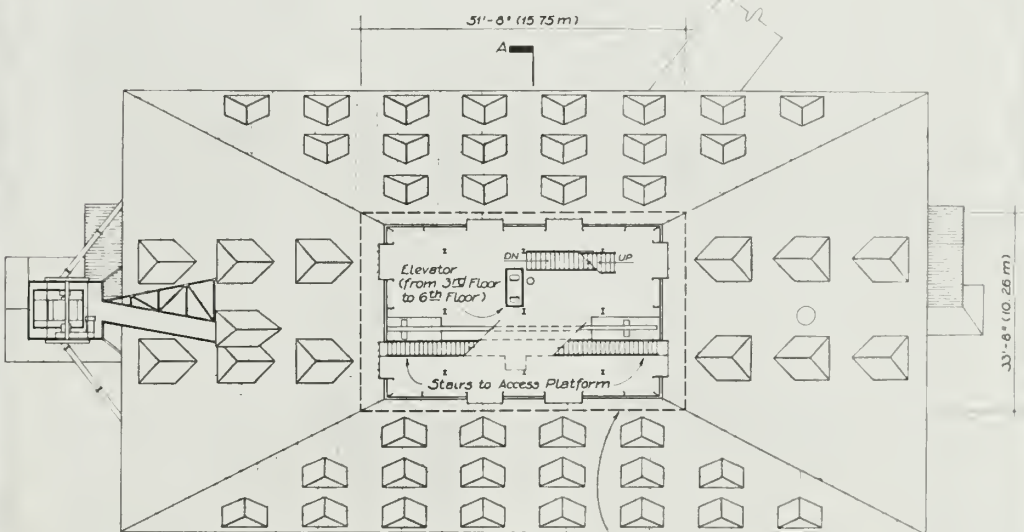 51'-8" (15.75 m)
A
DN
UP
Elevator
(from 3rd Floor
to 6th Floor)
Stairs to Access Platform
33'-8" (10.26 m)